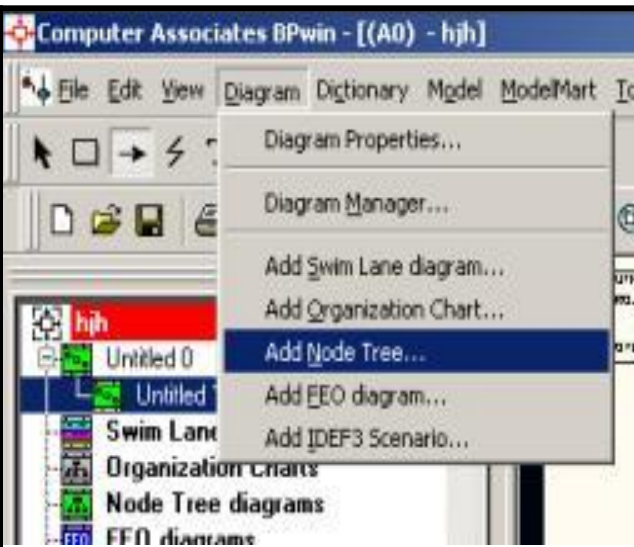 Computer Associates BPwin - [(A0) - hjh]
File Edit View Diagram Dictionary Model ModelMart
Diagram Properties...
Diagram Manager...
Add Swim Lane diagram...
Add Organization Chart...
Add Node Tree...
Add FEO diagram...
Add IDEF3 Scenario...
hjh
Untitled 0
Untitled
Swim Lane
Organization Charts
Node Tree diagrams
FEO diagrams